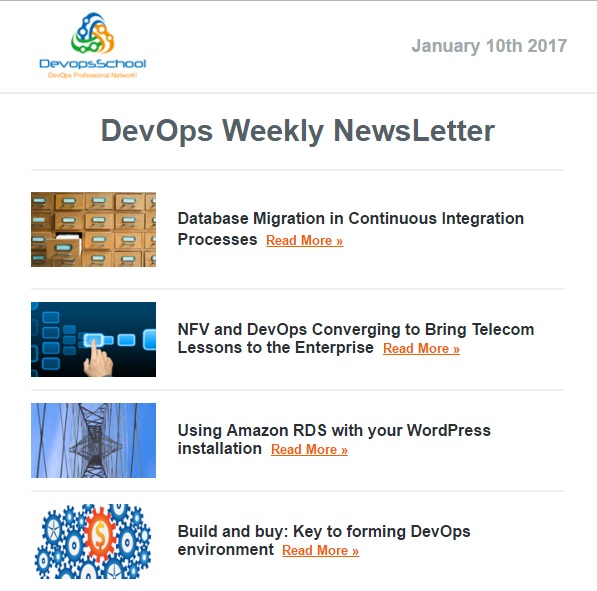 DevopsSchool
DevOps Professional Network!
January 10th 2017
DevOps Weekly NewsLetter
Database Migration in Continuous Integration
Processes Read More »
NFV and DevOps Converging to Bring Telecom
Lessons to the Enterprise Read More »
Using Amazon RDS with your WordPress
installation Read More »
Build and buy: Key to forming DevOps
environment Read More »